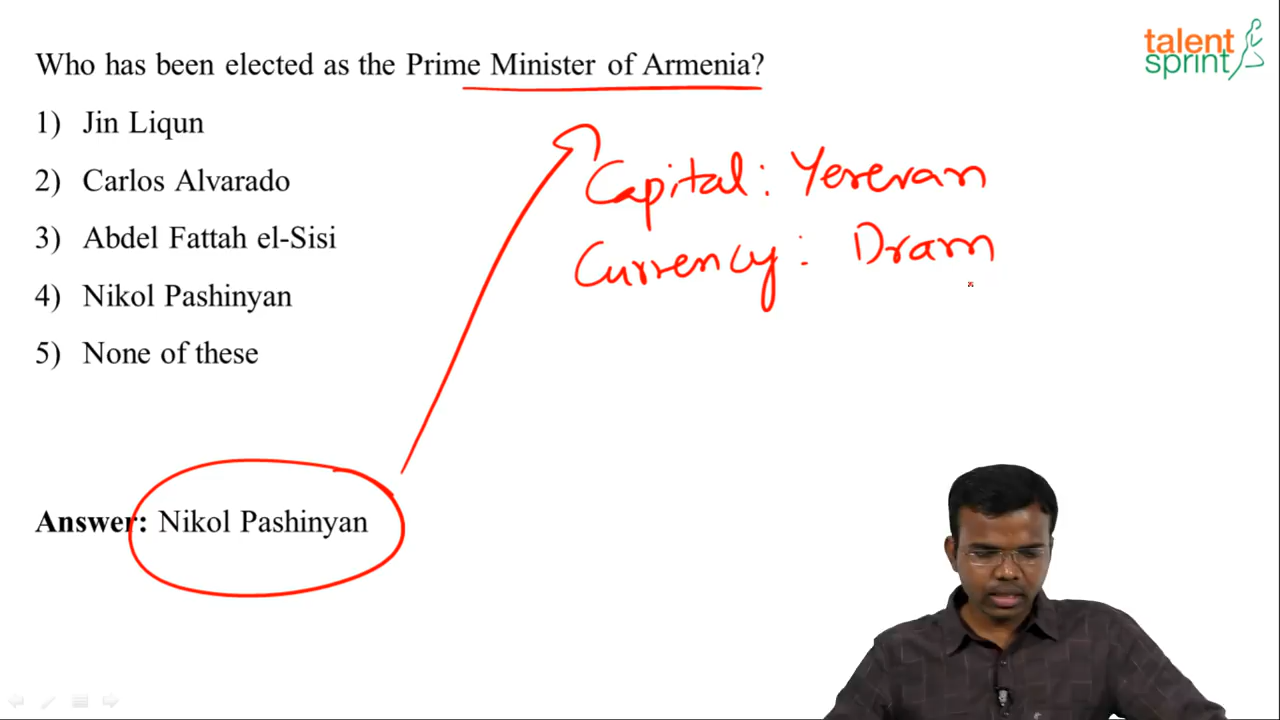 talent
sprint
Who has been elected as the Prime Minister of Armenia?
1) Jin Liqun
2) Carlos Alvarado
3) Abdel Fattah el-Sisi
4) Nikol Pashinyan
5) None of these
Capital: Yerevan
Currency: Dram
Answer: Nikol Pashinyan